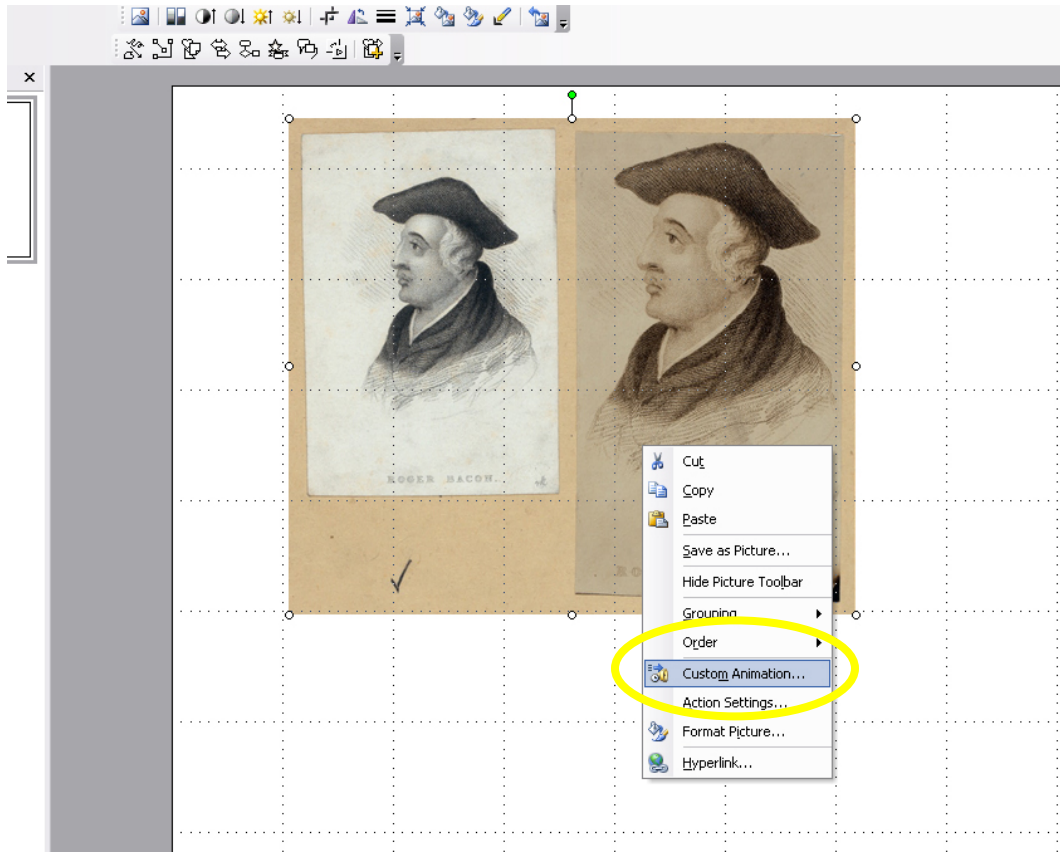 ROGER BACON.
RO
Cut
Copy
Paste
Save as Picture...
Hide Picture Toolbar
Grouping
Order
Custom Animation...
Action Settings...
Format Picture...
Hyperlink...